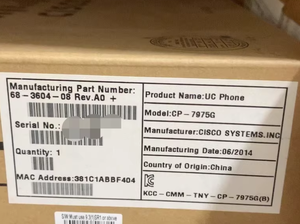 Manufacturing Part Number:
68-3604-08 Rev.A0 +
Serial No.:
Quantity: 1
MAC Address:381C1ABBF404
Product Name:UC Phone
Model: CP-7975G
Manufacturer:CISCO SYSTEMS.INC
Manufacturing Date:06/2014
Country of Origin:China
KCC-CMM-TNY-CP-7975G(B)